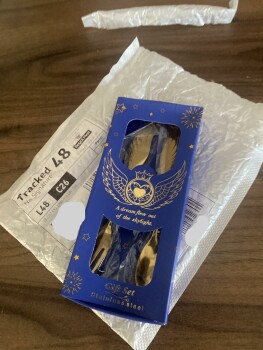 Tracked 48
L48
C26
A dream flew out
of the skylight.
Gift Set
Stainless steel